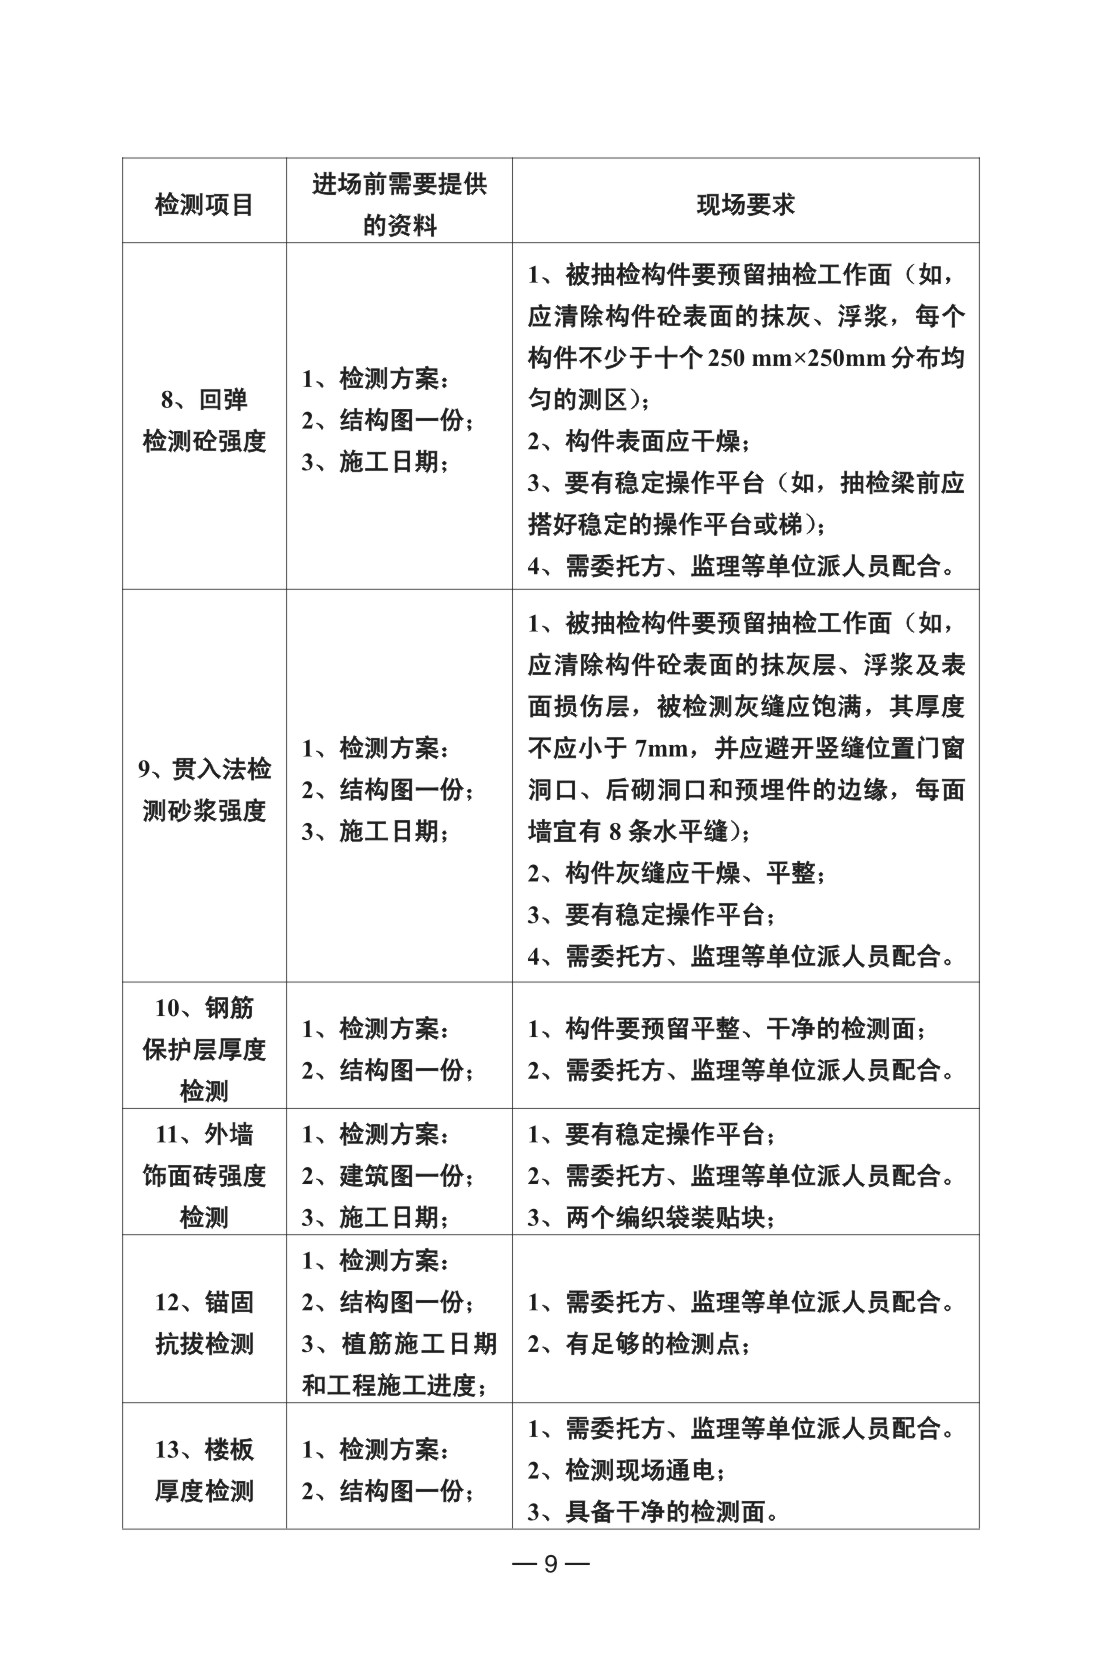 检测项目
进场前需要提供
的资料
现场要求
8、回弹
检测砼强度
1、检测方案：
2、结构图一份；
3、施工日期；
1、被抽检构件要预留抽检工作面（如，
应清除构件砼表面的抹灰、浮浆，每个
构件不少于十个 250 mm×250mm 分布均
匀的测区）；
2、构件表面应干燥；
3、要有稳定操作平台（如，抽检梁前应
搭好稳定的操作平台或梯）；
4、需委托方、监理等单位派人员配合。
9、贯入法检
测砂浆强度
1、检测方案：
2、结构图一份；
3、施工日期；
1、被抽检构件要预留抽检工作面（如，
应清除构件砼表面的抹灰层、浮浆及表
面损伤层，被检测灰缝应饱满，其厚度
不应小于 7mm，并应避开竖缝位置门窗
洞口、后砌洞口和预埋件的边缘，每面
墙宜有 8 条水平缝）；
2、构件灰缝应干燥、平整；
3、要有稳定操作平台；
4、需委托方、监理等单位派人员配合。
10、钢筋
保护层厚度
检测
1、检测方案：
2、结构图一份；
1、构件要预留平整、干净的检测面；
2、需委托方、监理等单位派人员配合。
11、外墙
饰面砖强度
检测
1、检测方案：
2、建筑图一份；
3、施工日期；
1、要有稳定操作平台；
2、需委托方、监理等单位派人员配合。
3、两个编织袋装贴块；
12、锚固
抗拔检测
1、检测方案：
2、结构图一份；
3、植筋施工日期
和工程施工进度；
1、需委托方、监理等单位派人员配合。
2、有足够的检测点；
13、楼板
厚度检测
1、检测方案：
2、结构图一份；
1、需委托方、监理等单位派人员配合。
2、检测现场通电；
3、具备干净的检测面。
— 9 —